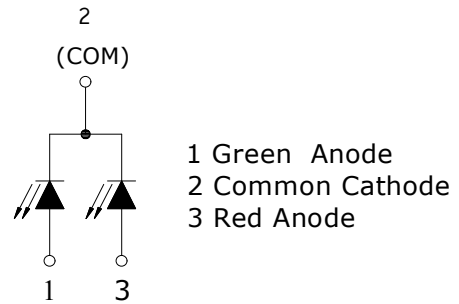 2
(COM)
1 Green Anode
2 Common Cathode
3 Red Anode
1 3